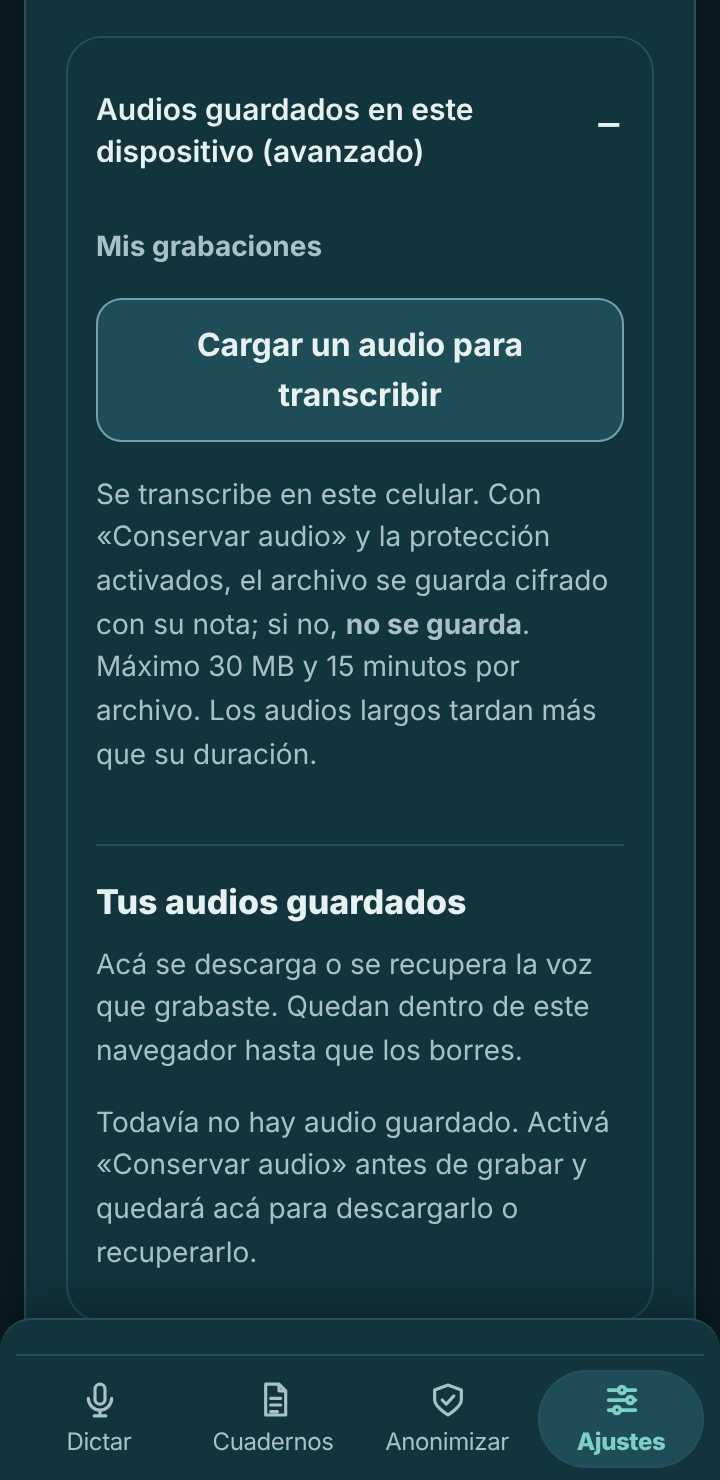 Audios guardados en este
dispositivo (avanzado)
–
Mis grabaciones
Cargar un audio para
transcribir
Se transcribe en este celular. Con
«Conservar audio» y la protección
activados, el archivo se guarda cifrado
con su nota; si no, no se guarda.
Máximo 30 MB y 15 minutos por
archivo. Los audios largos tardan más
que su duración.
Tus audios guardados
Acá se descarga o se recupera la voz
que grabaste. Quedan dentro de este
navegador hasta que los borres.
Todavía no hay audio guardado. Activá
«Conservar audio» antes de grabar y
quedará acá para descargarlo o
recuperarlo.
Dictar
Cuadernos
Anonimizar
Ajustes